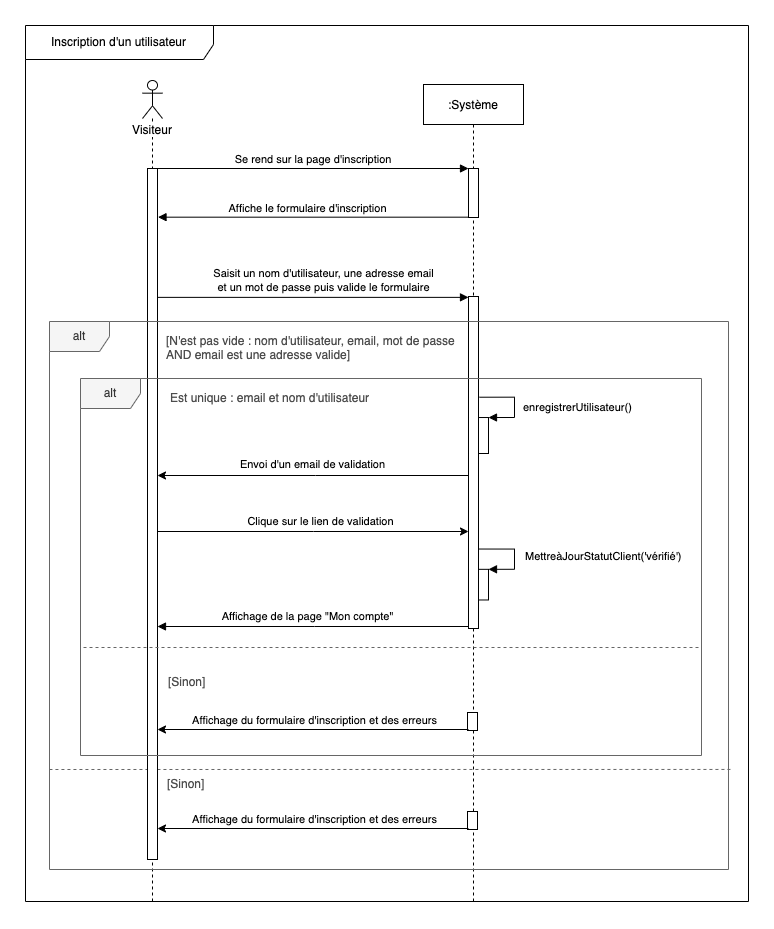 Inscription d'un utilisateur
Visiteur
:Système
Se rend sur la page d'inscription
Affiche le formulaire d'inscription
Saisit un nom d'utilisateur, une adresse email
et un mot de passe puis valide le formulaire
alt
[N'est pas vide : nom d'utilisateur, email, mot de passe
AND email est une adresse valide]
alt
Est unique : email et nom d'utilisateur
enregistrerUtilisateur()
Envoi d'un email de validation
Clique sur le lien de validation
MettreàJourStatutClient('vérifié')
Affichage de la page "Mon compte"
[Sinon]
Affichage du formulaire d'inscription et des erreurs
[Sinon]
Affichage du formulaire d'inscription et des erreurs